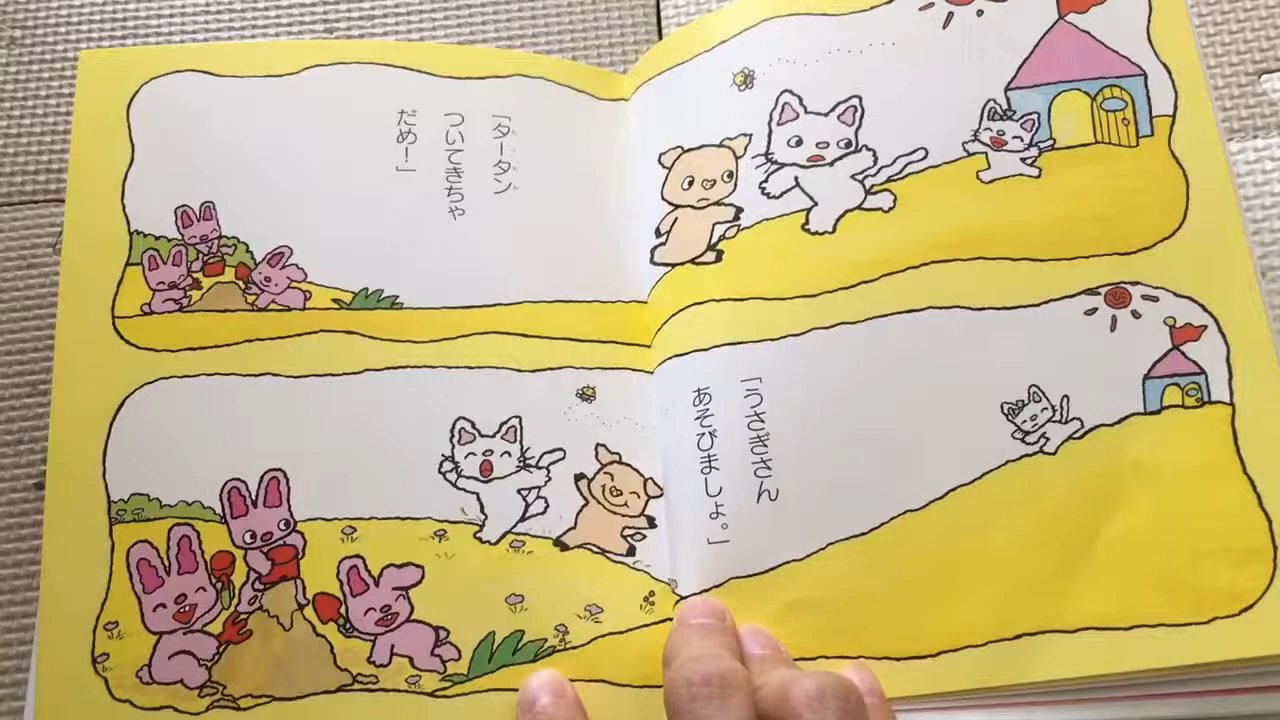 「タータン
ついてきちゃ
だめ！」
「うさぎさん
あそびましょ。」